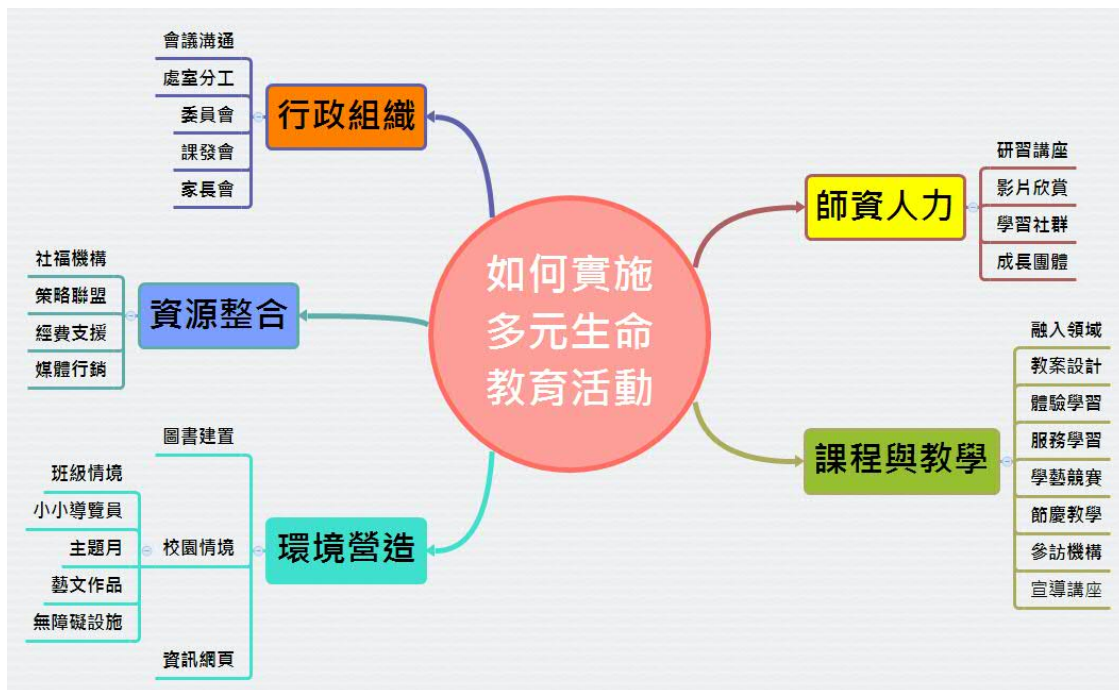 如何實施
多元生命
教育活動
行政組織
會議溝通
處室分工
委員會
課發會
家長會
師資人力
研習講座
影片欣賞
學習社群
成長團體
資源整合
社福機構
策略聯盟
經費支援
媒體行銷
課程與教學
融入領域
教案設計
體驗學習
服務學習
學藝競賽
節慶教學
參訪機構
宣導講座
環境營造
圖書建置
校園情境
班級情境
小小導覽員
主題月
藝文作品
無障礙設施
資訊網頁